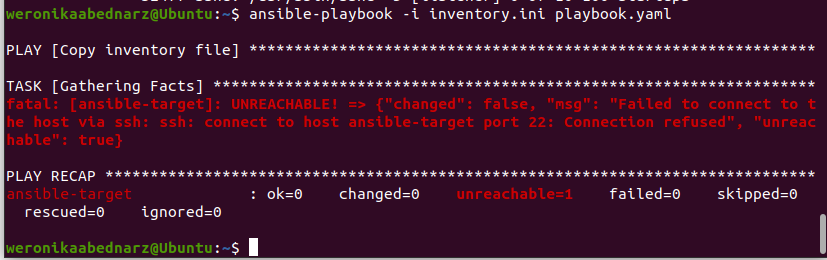 weronikaabednarz@Ubuntu:~$ ansible-playbook -i inventory.ini playbook.yaml
PLAY [Copy inventory file] *********************************************************
TASK [Gathering Facts] *************************************************************
fatal: [ansible-target]: UNREACHABLE! => {"changed": false, "msg": "Failed to connect to t
he host via ssh: ssh: connect to host ansible-target port 22: Connection refused", "unreac
hable": true}
PLAY RECAP *************************************************************************
ansible-target             : ok=0    changed=0    unreachable=1    failed=0    skipped=0
  rescued=0    ignored=0
weronikaabednarz@Ubuntu:~$